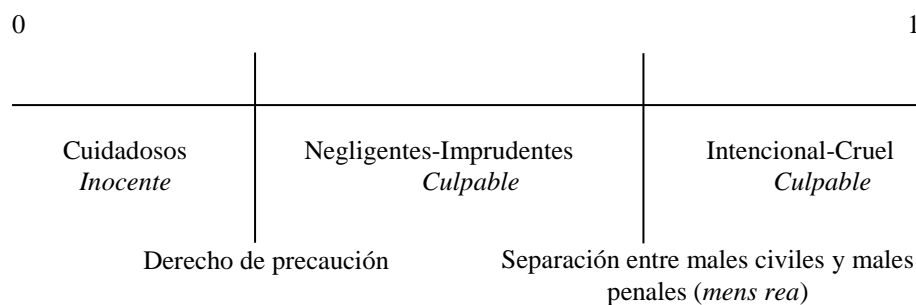 0 1
Cuidadosos Negligentes-Imprudentes Intencional-Cruel
Inocente Culpable Culpable
Derecho de precaución Separación entre males civiles y males
penales (mens rea)